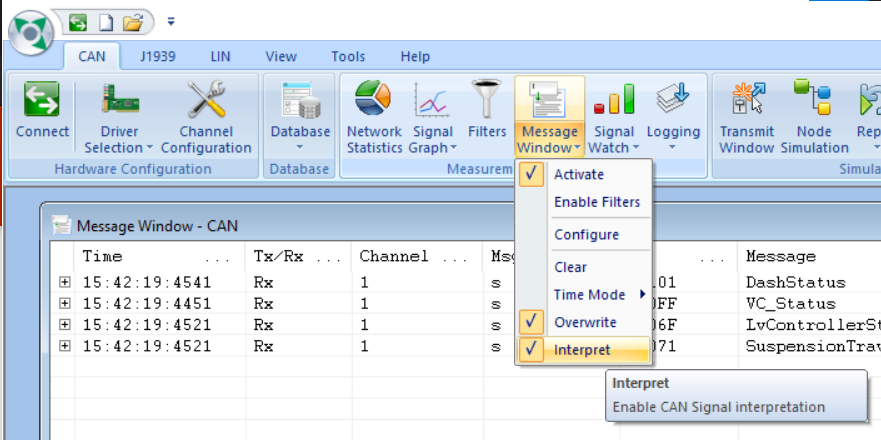 CAN J1939 LIN View Tools Help
Connect Driver Selection Channel Configuration Database Network Statistics Signal Graph Filters Message Window Signal Watch Logging Transmit Window Node Simulation
Hardware Configuration Database Measurem Simula
Activate
Enable Filters
Configure
Clear
Time Mode
Overwrite
Interpret
Message Window - CAN
Time ... Tx/Rx ... Channel ... Ms ... Message
15:42:19:4541 Rx 1 s 01 DashStatus
15:42:19:4451 Rx 1 s 0FF VC_Status
15:42:19:4521 Rx 1 s 06F LvControllerSt
15:42:19:4521 Rx 1 s 071 SuspensionTrav
Interpret
Enable CAN Signal interpretation